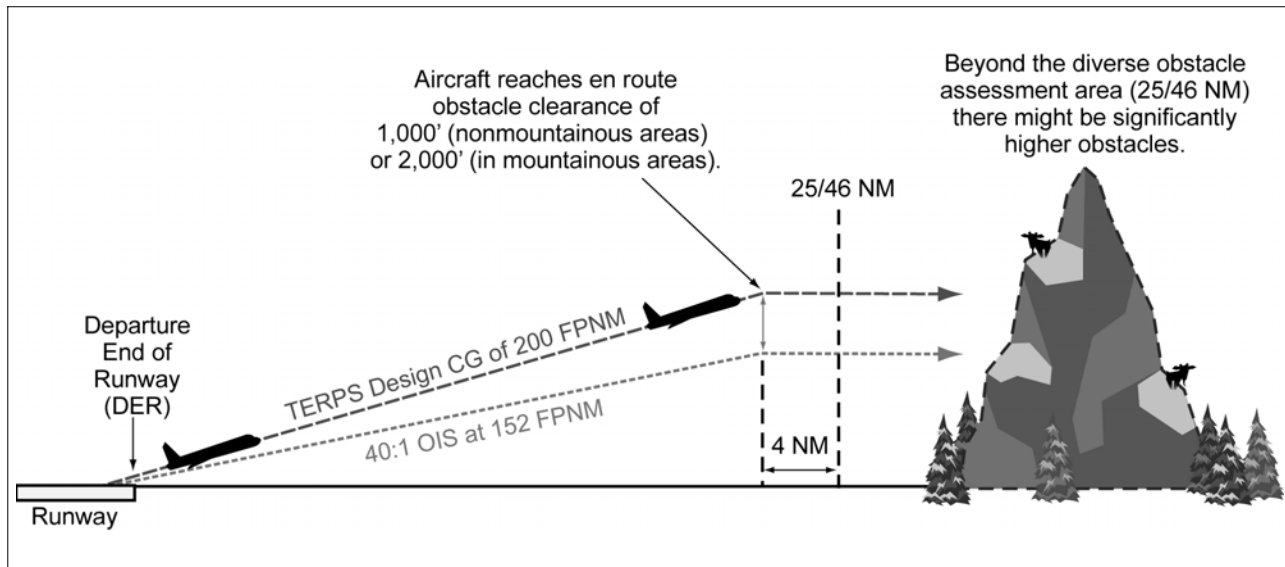 Aircraft reaches en route
obstacle clearance of
1,000’ (nonmountainous areas)
or 2,000’ (in mountainous areas).
Beyond the diverse obstacle
assessment area (25/46 NM)
there might be significantly
higher obstacles.
25/46 NM
Departure
End of
Runway
(DER)
TERPS Design CG of 200 FPNM
40:1 OIS at 152 FPNM
4 NM
Runway